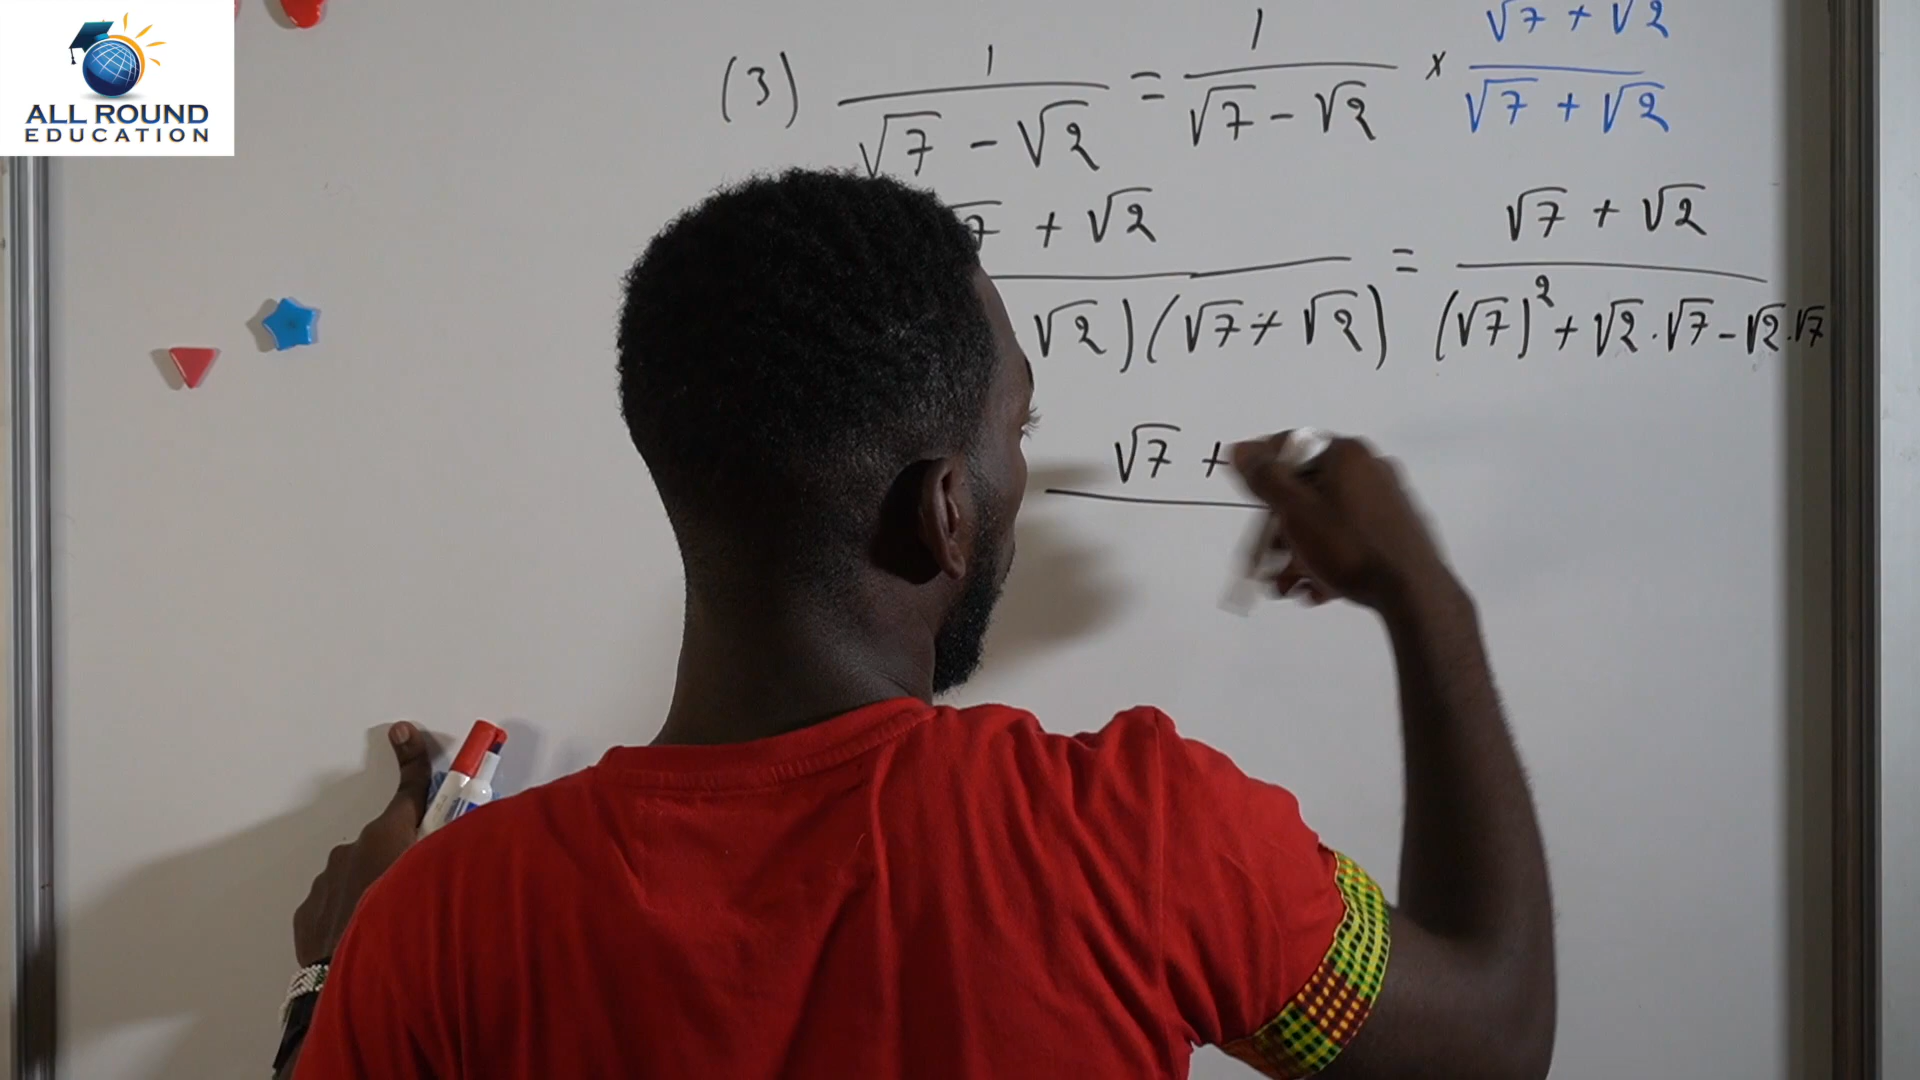 ALL ROUND
EDUCATION
(3) 1/(√7 - √2) = 1/(√7 - √2) × (√7 + √2)/(√7 + √2)
7 + √2
√2)(√7 + √2) = (√7 + √2)/((√7)² + √2·√7 - √2·√7
√7 +